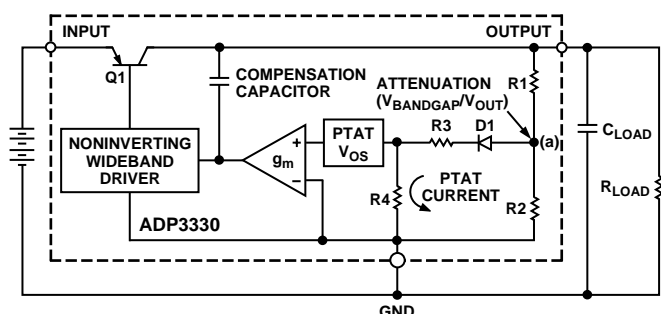 INPUT
OUTPUT
Q1
COMPENSATION
CAPACITOR
ATTENUATION
(VBANDGAP/VOUT)
R1
R3
D1
(a)
CLOAD
RLOAD
NONINVERTING
WIDEBAND
DRIVER
gm
+
−
PTAT
VOS
R4
PTAT
CURRENT
R2
ADP3330
GND